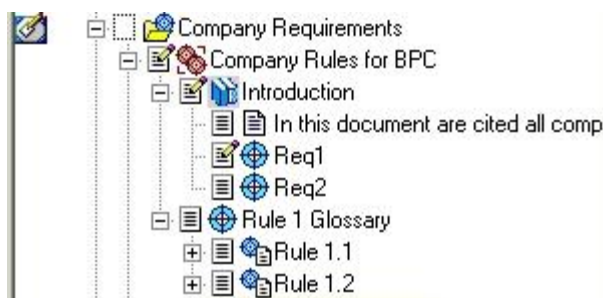 Company Requirements
Company Rules for BPC
Introduction
In this document are cited all comp
Req1
Req2
Rule 1 Glossary
Rule 1.1
Rule 1.2